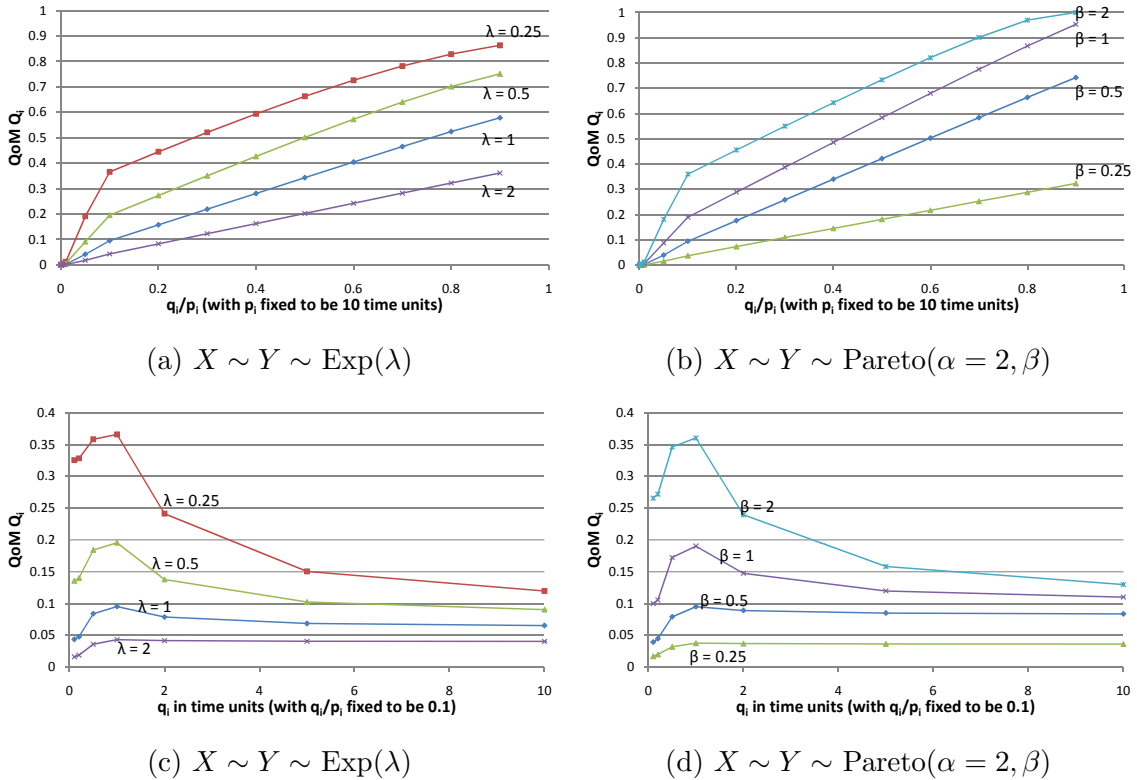 1
0.9
0.8
0.7
0.6
0.5
0.4
0.3
0.2
0.1
0
QoM Qi
λ = 0.25
λ = 0.5
λ = 1
λ = 2
0 0.2 0.4 0.6 0.8 1
qi/pi (with pi fixed to be 10 time units)
(a) X ∼ Y ∼ Exp(λ)
1
0.9
0.8
0.7
0.6
0.5
0.4
0.3
0.2
0.1
0
QoM Qi
β = 2
β = 1
β = 0.5
β = 0.25
0 0.2 0.4 0.6 0.8 1
qi/pi (with pi fixed to be 10 time units)
(b) X ∼ Y ∼ Pareto(α = 2, β)
0.4
0.35
0.3
0.25
0.2
0.15
0.1
0.05
0
QoM Qi
λ = 0.25
λ = 0.5
λ = 1
λ = 2
0 2 4 6 8 10
qi in time units (with qi/pi fixed to be 0.1)
(c) X ∼ Y ∼ Exp(λ)
0.4
0.35
0.3
0.25
0.2
0.15
0.1
0.05
0
QoM Qi
β = 2
β = 1
β = 0.5
β = 0.25
0 2 4 6 8 10
qi in time units (with qi/pi fixed to be 0.1)
(d) X ∼ Y ∼ Pareto(α = 2, β)